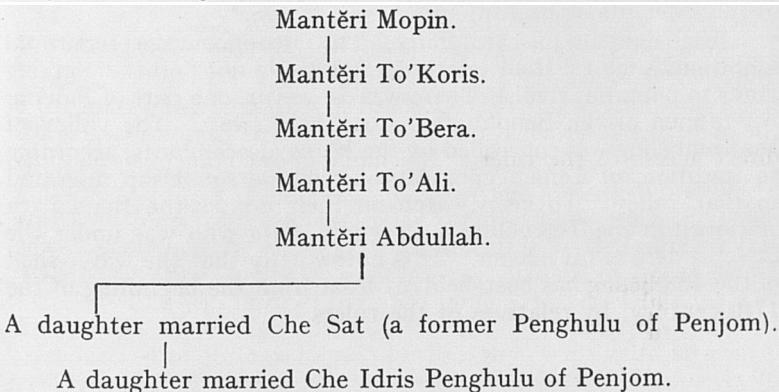 Mantĕri Mopin.
Mantĕri To'Koris.
Mantĕri To'Bera.
Mantĕri To'Ali.
Mantĕri Abdullah.
A daughter married Che Sat (a former Penghulu of Penjom).
A daughter married Che Idris Penghulu of Penjom.